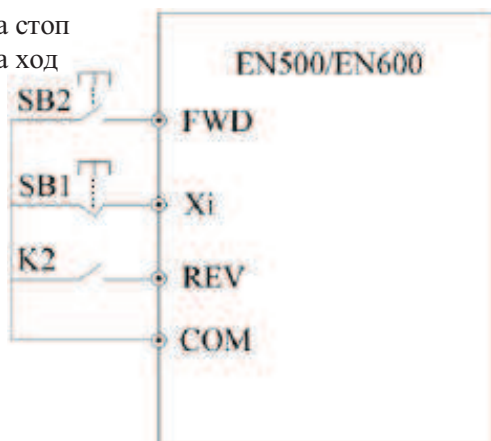 а стоп
а ход
EN500/EN600
SB2
FWD
SB1
Xi
K2
REV
COM